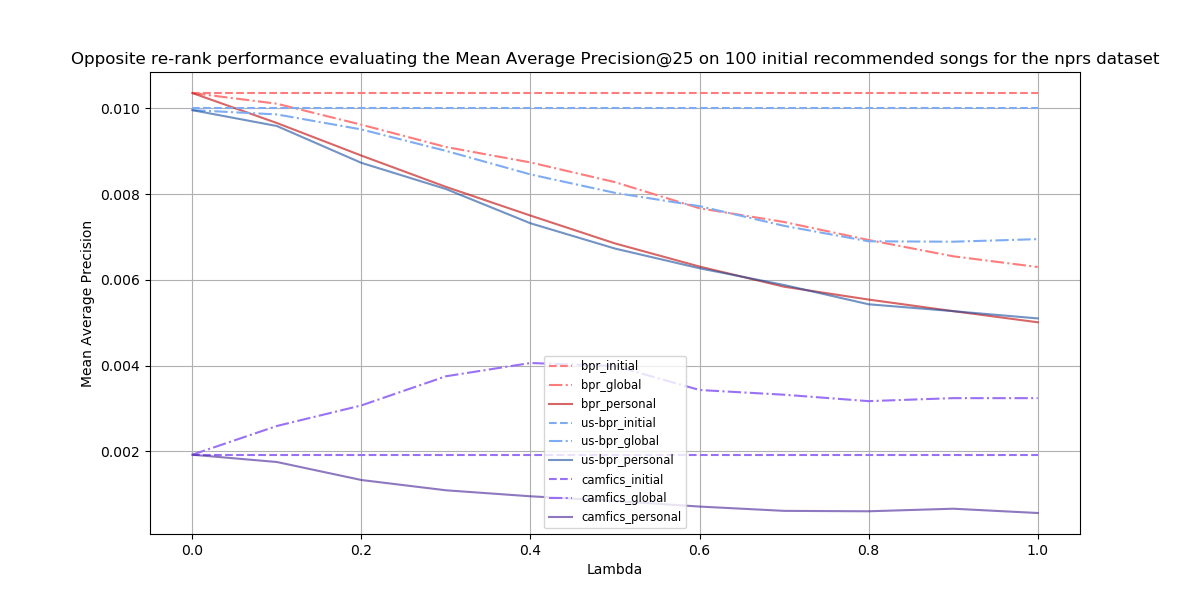 Opposite re-rank performance evaluating the Mean Average Precision@25 on 100 initial recommended songs for the nprs dataset
0.010
0.008
0.006
0.004
0.002
Mean Average Precision
bpr_initial
bpr_global
bpr_personal
us-bpr_initial
us-bpr_global
us-bpr_personal
camfics_initial
camfics_global
camfics_personal
0.0 0.2 0.4 0.6 0.8 1.0
Lambda